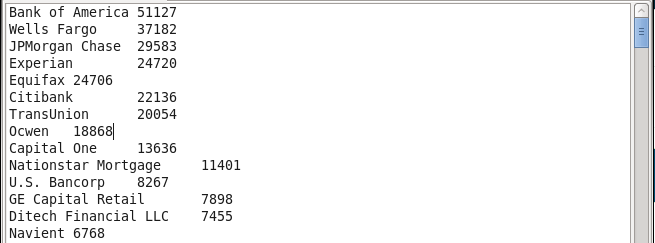 Bank of America 51127
Wells Fargo 37182
JPMorgan Chase 29583
Experian 24720
Equifax 24706
Citibank 22136
TransUnion 20054
Ocwen 18868
Capital One 13636
Nationstar Mortgage 11401
U.S. Bancorp 8267
GE Capital Retail 7898
Ditech Financial LLC 7455
Navient 6768